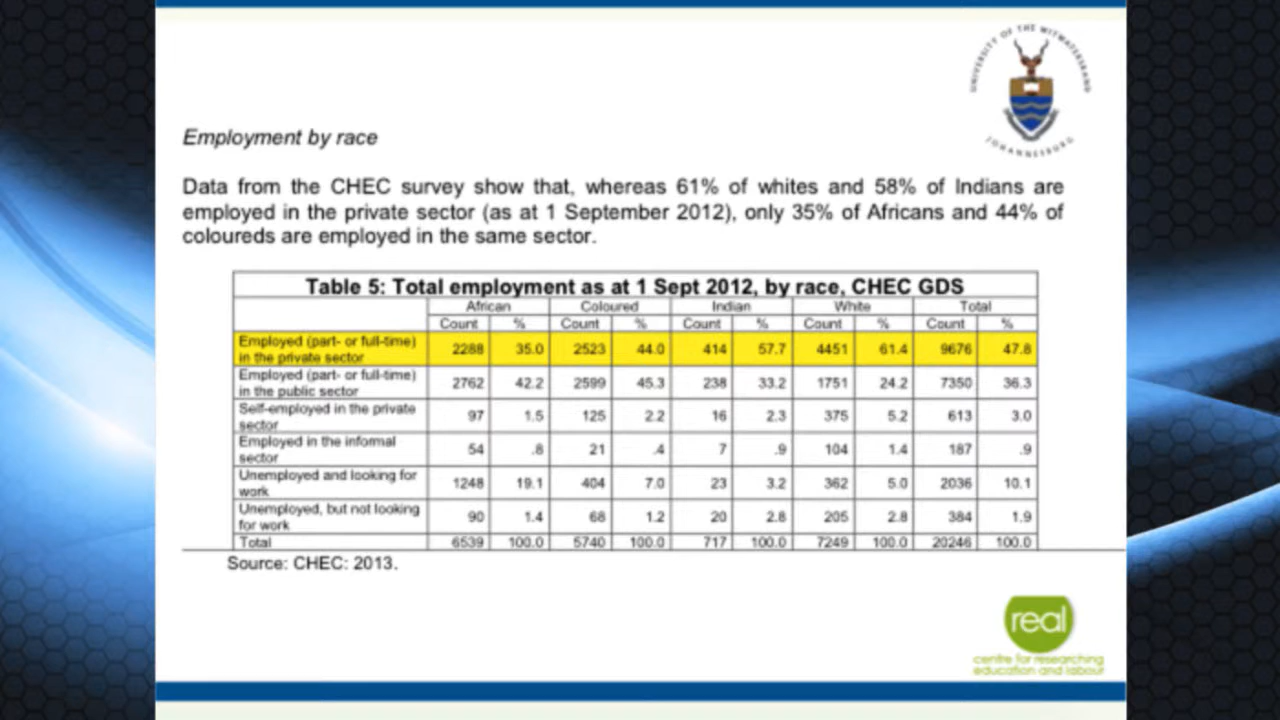 UNIVERSITY OF THE WITWATERSRAND
JOHANNESBURG
Employment by race
Data from the CHEC survey show that, whereas 61% of whites and 58% of Indians are
employed in the private sector (as at 1 September 2012), only 35% of Africans and 44% of
coloureds are employed in the same sector.
Table 5: Total employment as at 1 Sept 2012, by race, CHEC GDS
African Coloured Indian White Total
Count % Count % Count % Count % Count %
Employed (part- or full-time)
in the private sector 2288 35.0 2523 44.0 414 57.7 4451 61.4 9676 47.8
Employed (part- or full-time)
in the public sector 2762 42.2 2599 45.3 238 33.2 1751 24.2 7350 36.3
Self-employed in the private
sector 97 1.5 125 2.2 16 2.3 375 5.2 613 3.0
Employed in the informal
sector 54 .8 21 .4 7 .9 104 1.4 187 .9
Unemployed and looking for
work 1248 19.1 404 7.0 23 3.2 362 5.0 2036 10.1
Unemployed, but not looking
for work 90 1.4 68 1.2 20 2.8 205 2.8 384 1.9
Total 6539 100.0 5740 100.0 717 100.0 7249 100.0 20246 100.0
Source: CHEC: 2013.
real
centre for researching
education and labour